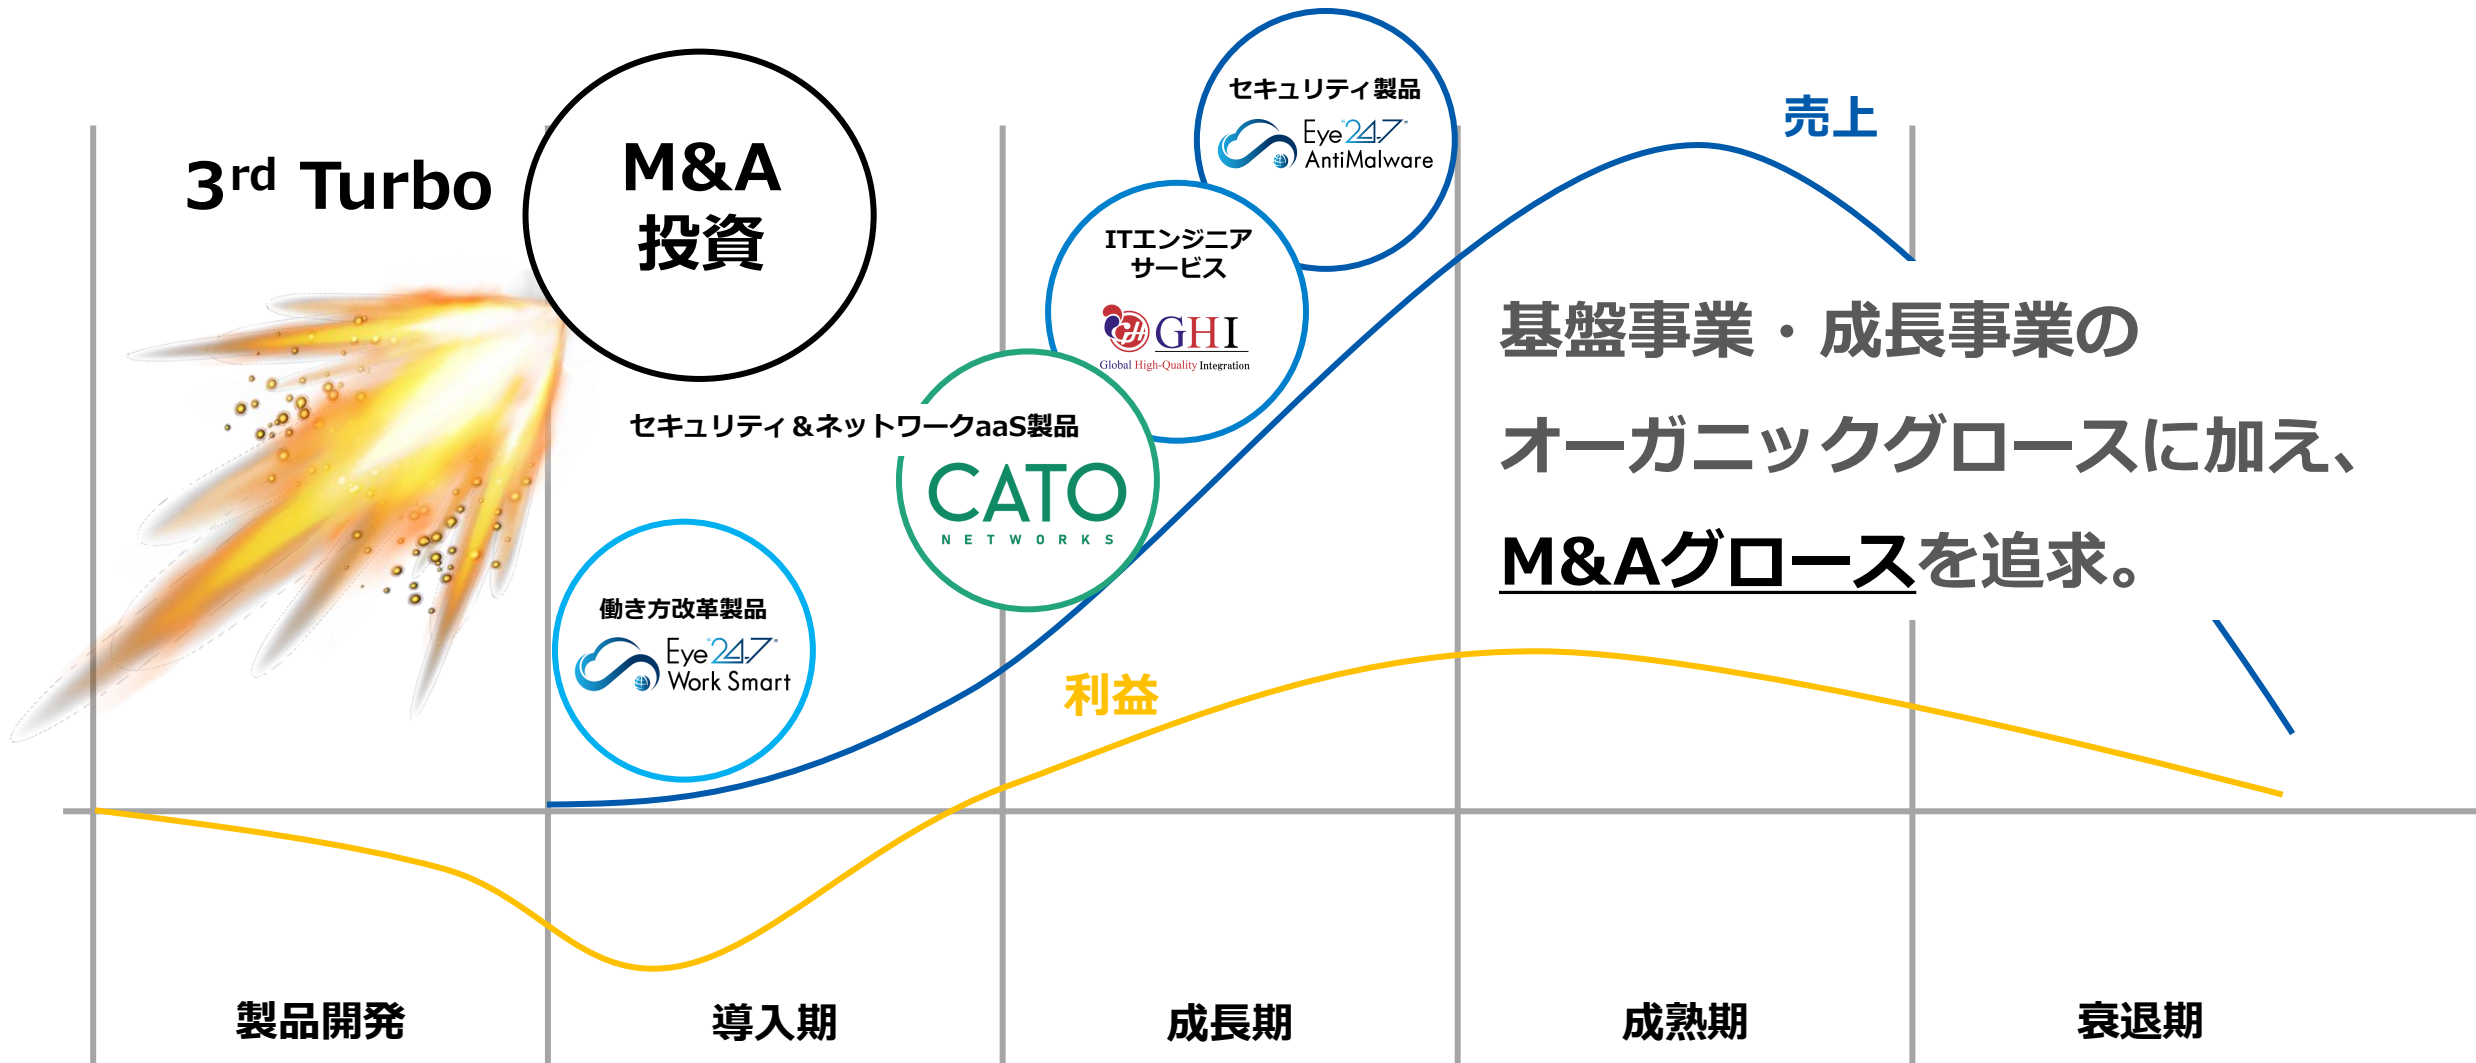 3rd Turbo
M&A
投資
セキュリティ製品
Eye"24-7"
AntiMalware
ITエンジニア
サービス
GHI
Global High-Quality Integration
セキュリティ&ネットワークaaS製品
CATO
NETWORKS
働き方改革製品
Eye"24-7"
Work Smart
売上
利益
基盤事業・成長事業の
オーガニックグロースに加え、
M&Aグロースを追求。
製品開発
導入期
成長期
成熟期
衰退期